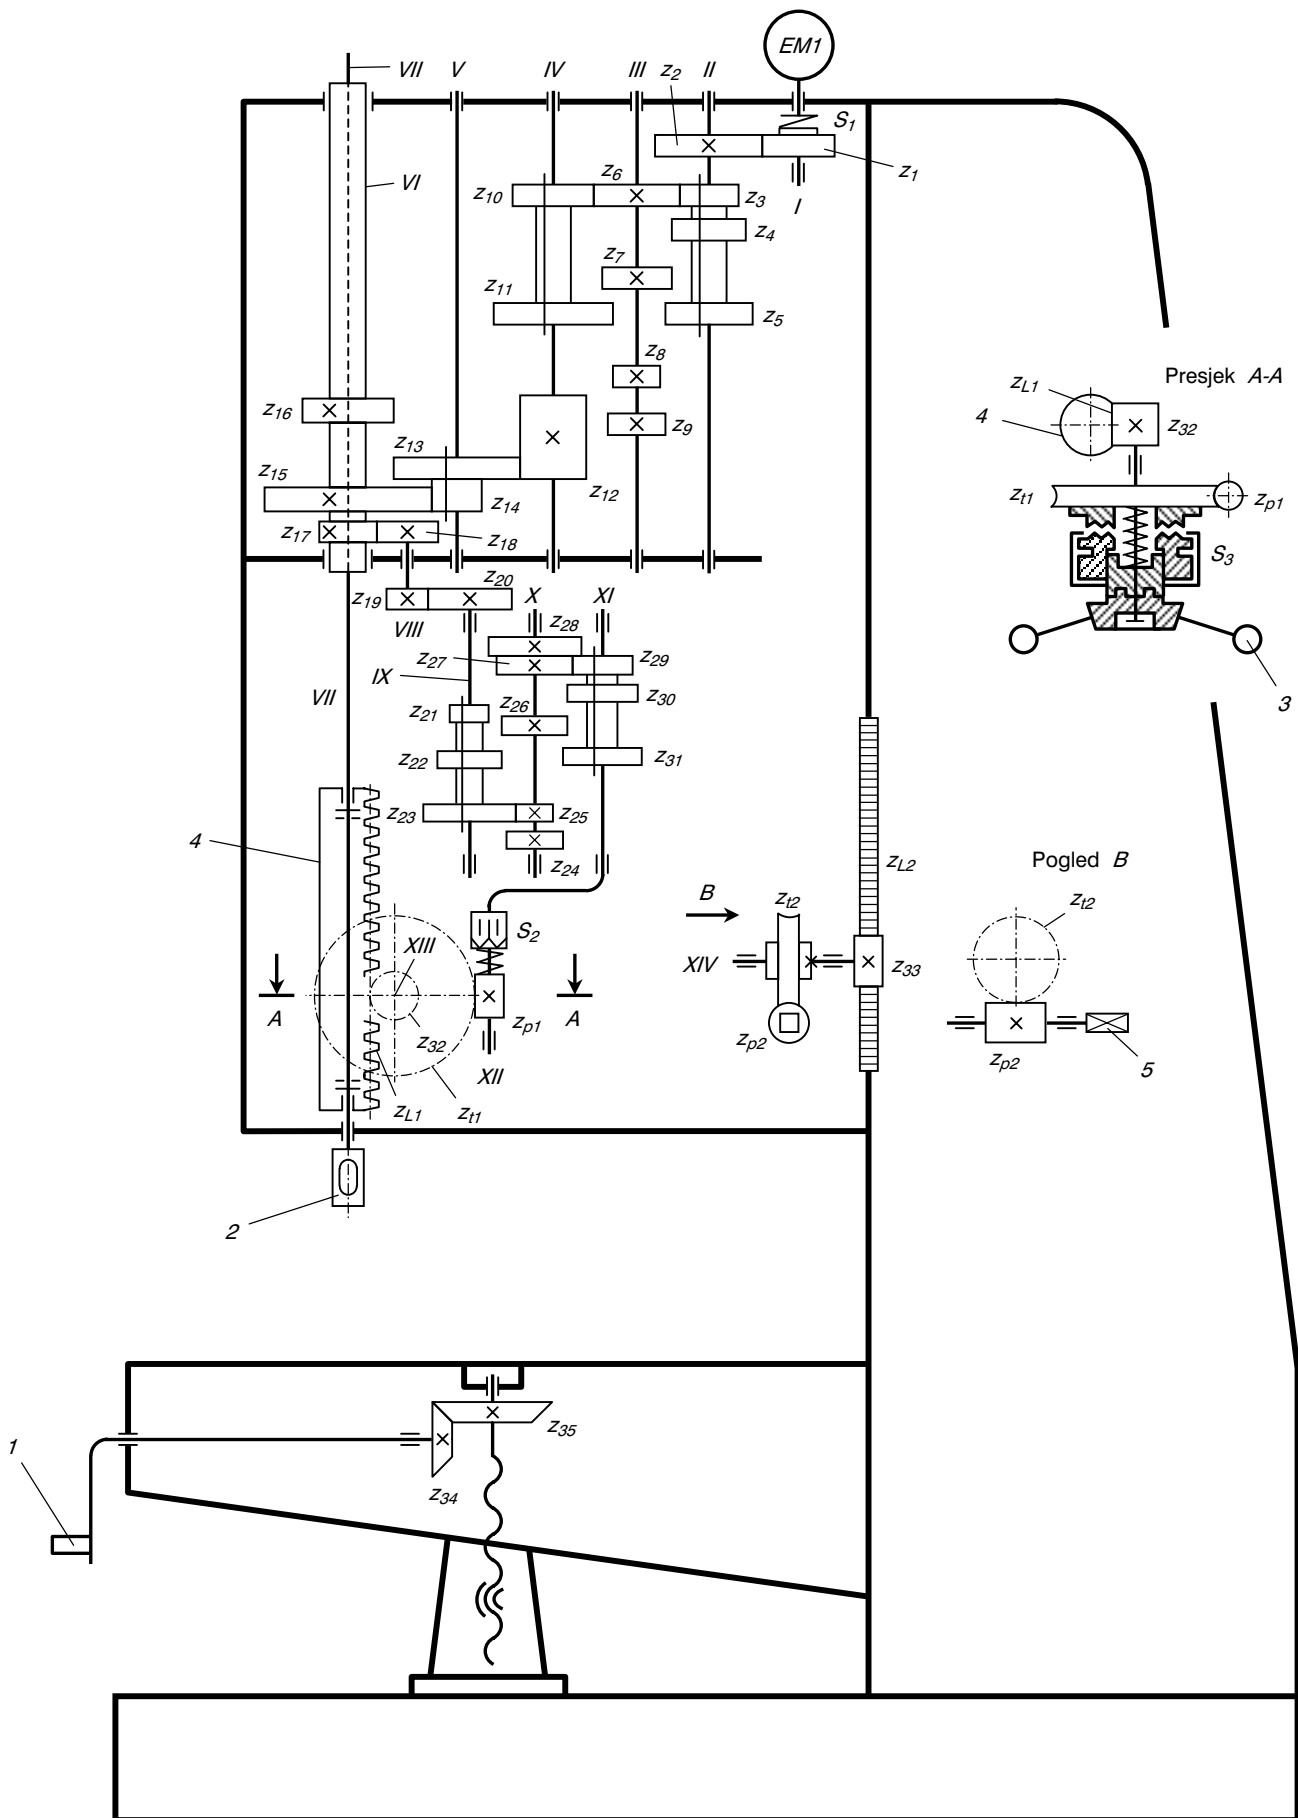 EM1
VII V IV III z2 II
S1
z1
VI
z10 z6 z3
I
z4
z7
z11
z5
z8
Presjek A-A
zL1
z16
4
z9
z32
z13
z15
z12
z14
zt1
zp1
z17
z18
S3
z20
z19
X
XI
VIII
z28
z27
z29
IX
VII
z26
z30
3
z21
z22
z31
z23
z25
4
z24
zL2
Pogled B
B
zt2
zt2
S2
XIII
XIV
z33
A
A
z32
zp1
zp2
zp2
5
XII
zL1
zt1
2
z35
1
z34